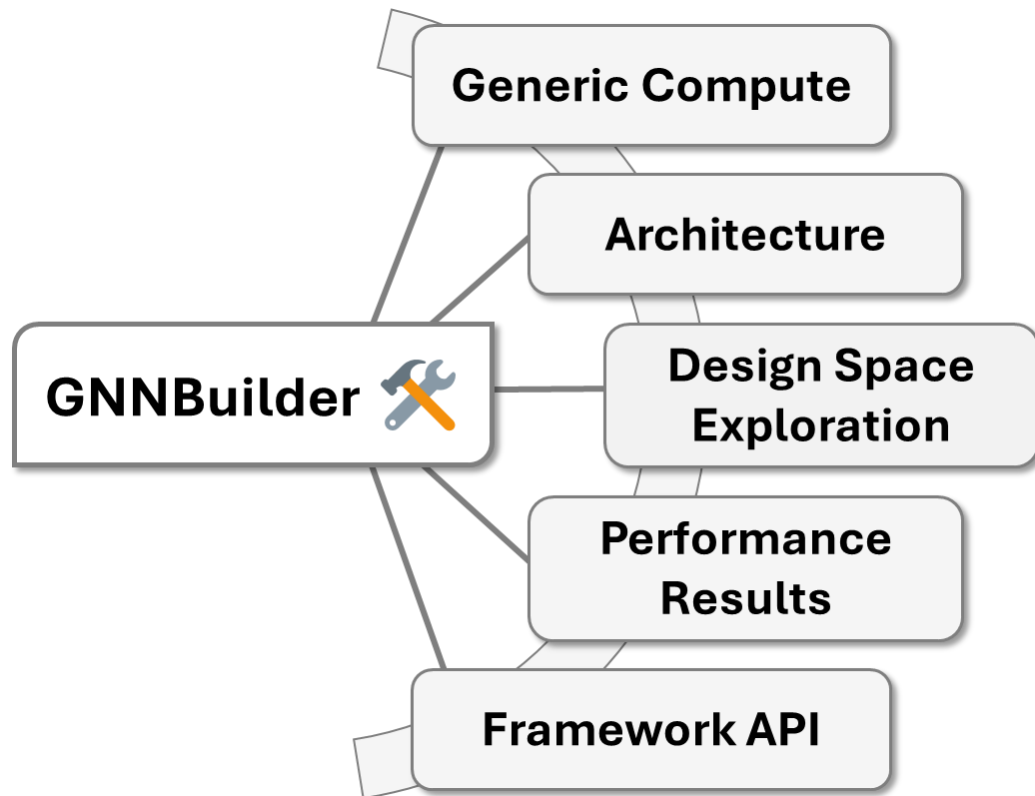 Generic Compute
Architecture
GNNBuilder
Design Space
Exploration
Performance
Results
Framework API